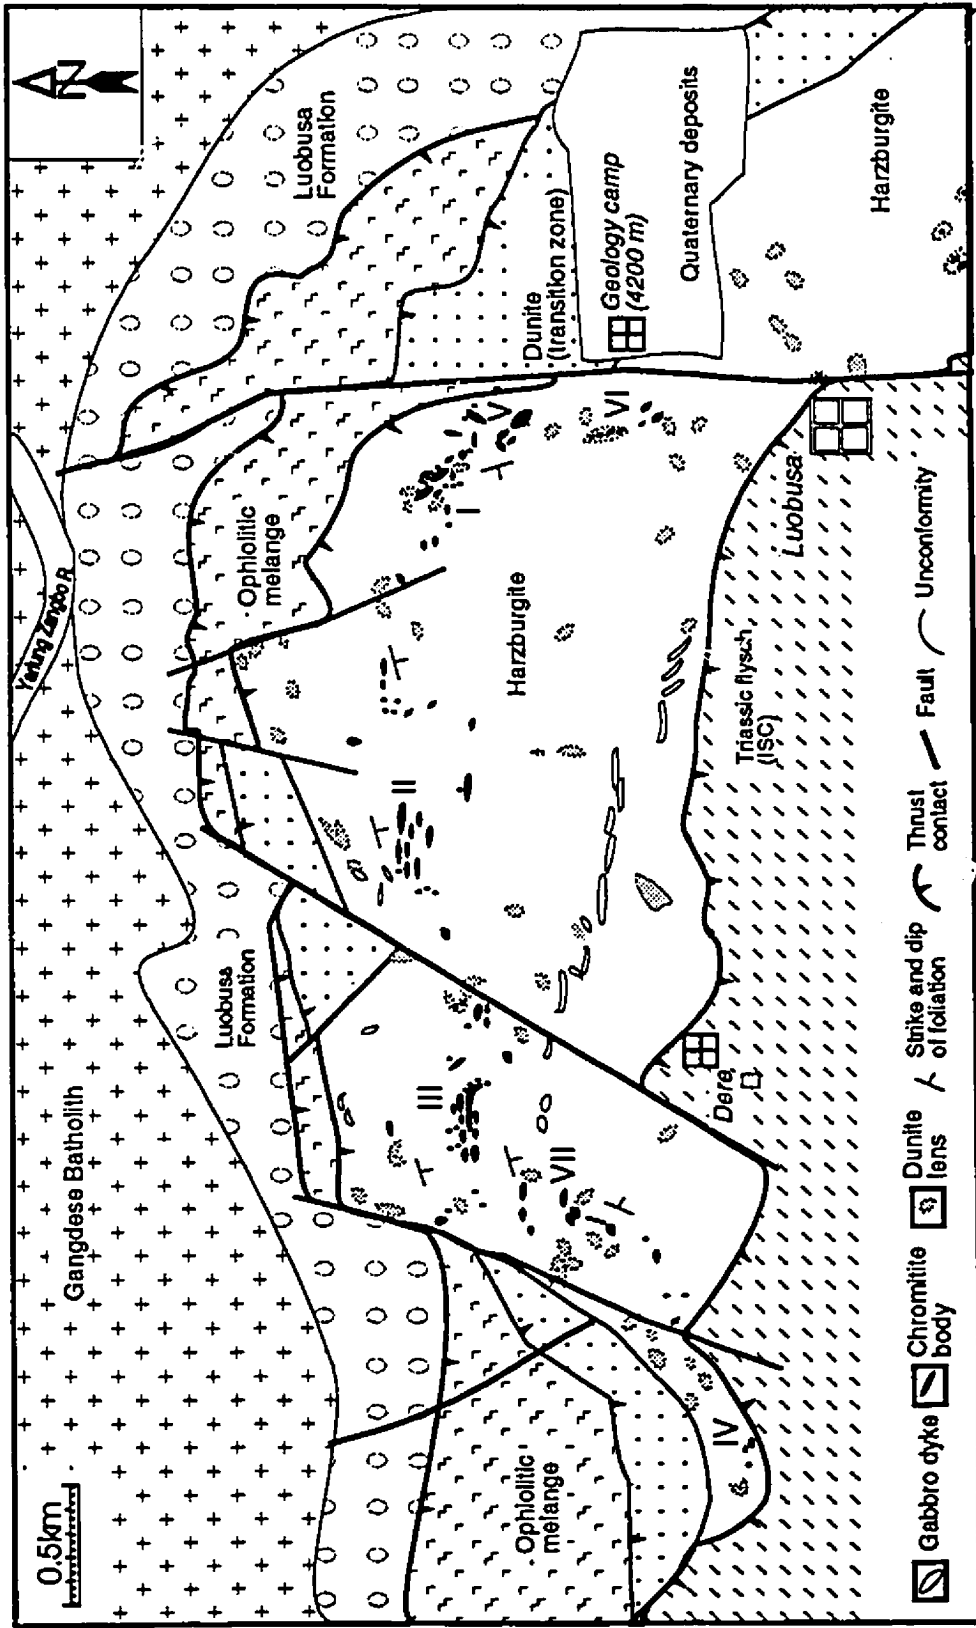 0.5km
Gangdese Batholith
Yarlung Zangbo R.
N
Luobusa
Formation
Luobusa
Formation
Ophiolitic
melange
Ophiolitic
melange
Dunite
(transition zone)
Geology camp
(4200 m)
Quaternary deposits
Harzburgite
Harzburgite
I
II
III
IV
V
VI
VII
Dere
Triassic flysch
(ISC)
Luobusa
Gabbro dyke
Chromitite
body
Dunite
lens
Strike and dip
of foliation
Thrust
contact
Fault
Unconformity